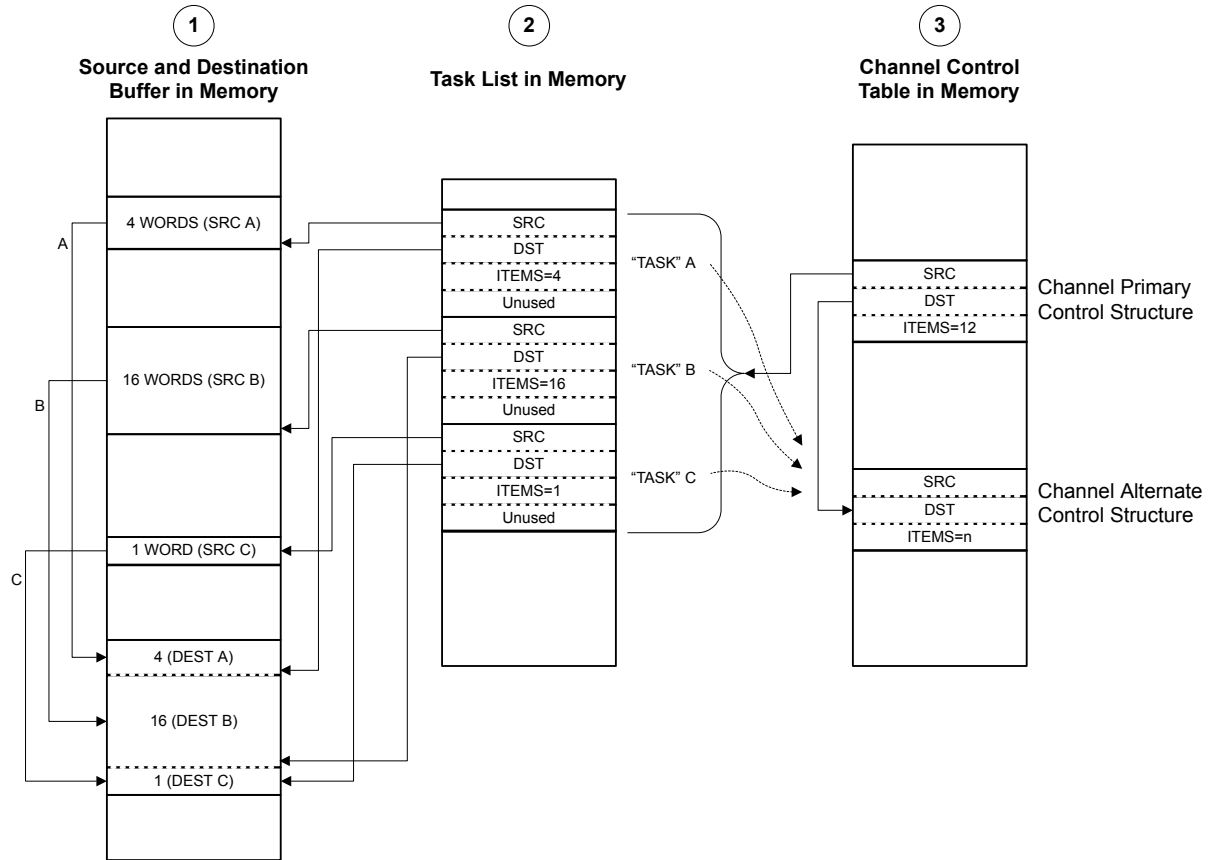 1
Source and Destination
Buffer in Memory
4 WORDS (SRC A)
A
16 WORDS (SRC B)
B
1 WORD (SRC C)
C
4 (DEST A)
16 (DEST B)
1 (DEST C)
2
Task List in Memory
SRC
DST
ITEMS=4
Unused
SRC
DST
ITEMS=16
Unused
SRC
DST
ITEMS=1
Unused
“TASK” A
“TASK” B
“TASK” C
3
Channel Control
Table in Memory
SRC
DST
ITEMS=12
Channel Primary
Control Structure
SRC
DST
ITEMS=n
Channel Alternate
Control Structure